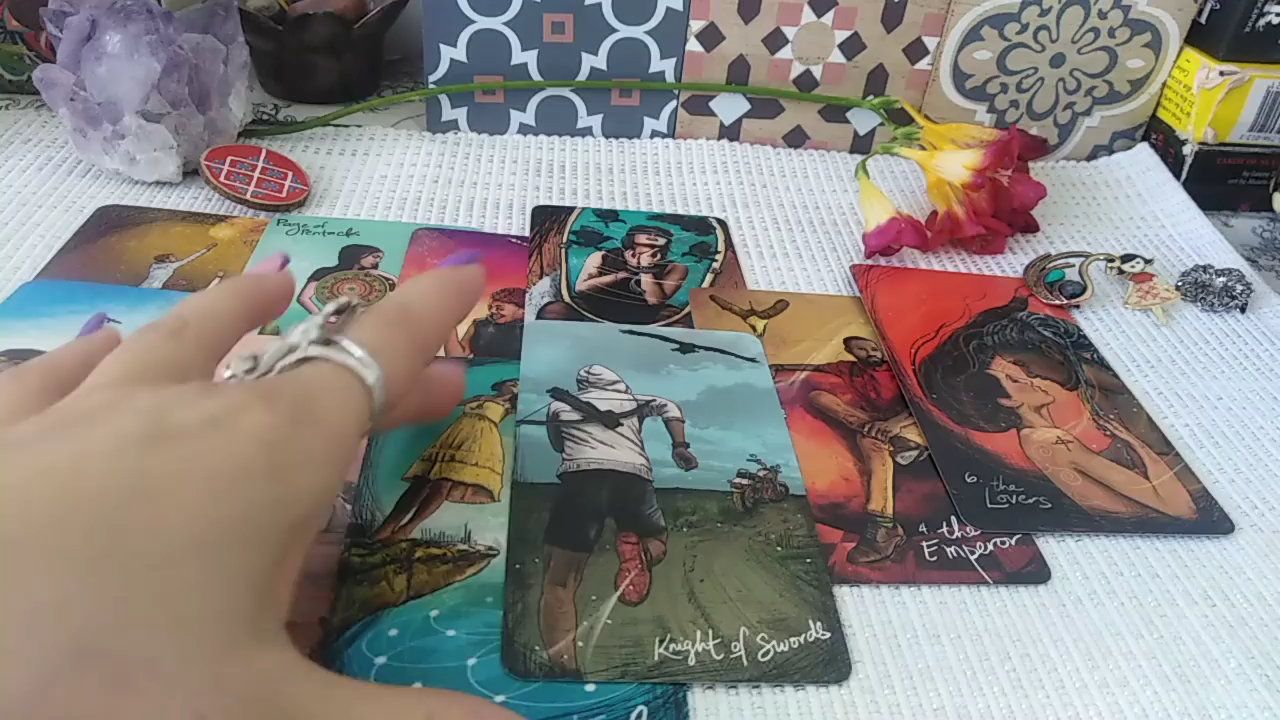 Page of
Pentacles
6. the
Lovers
4. the
Emperor
Knight of Swords